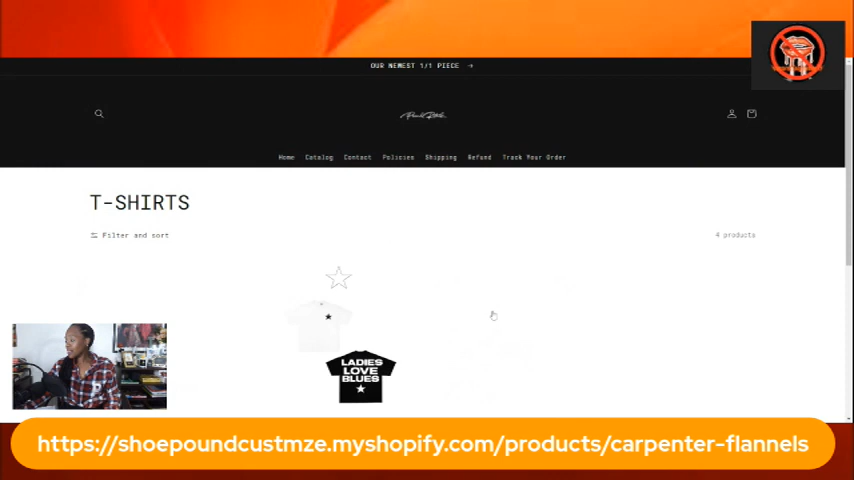 OUR NEWEST 1/1 PIECE →
Home Catalog Contact Policies Shipping Refund Track Your Order
T-SHIRTS
Filter and sort
4 products
LADIES
LOVE
BLUES
https://shoepoundcustmze.myshopify.com/products/carpenter-flannels